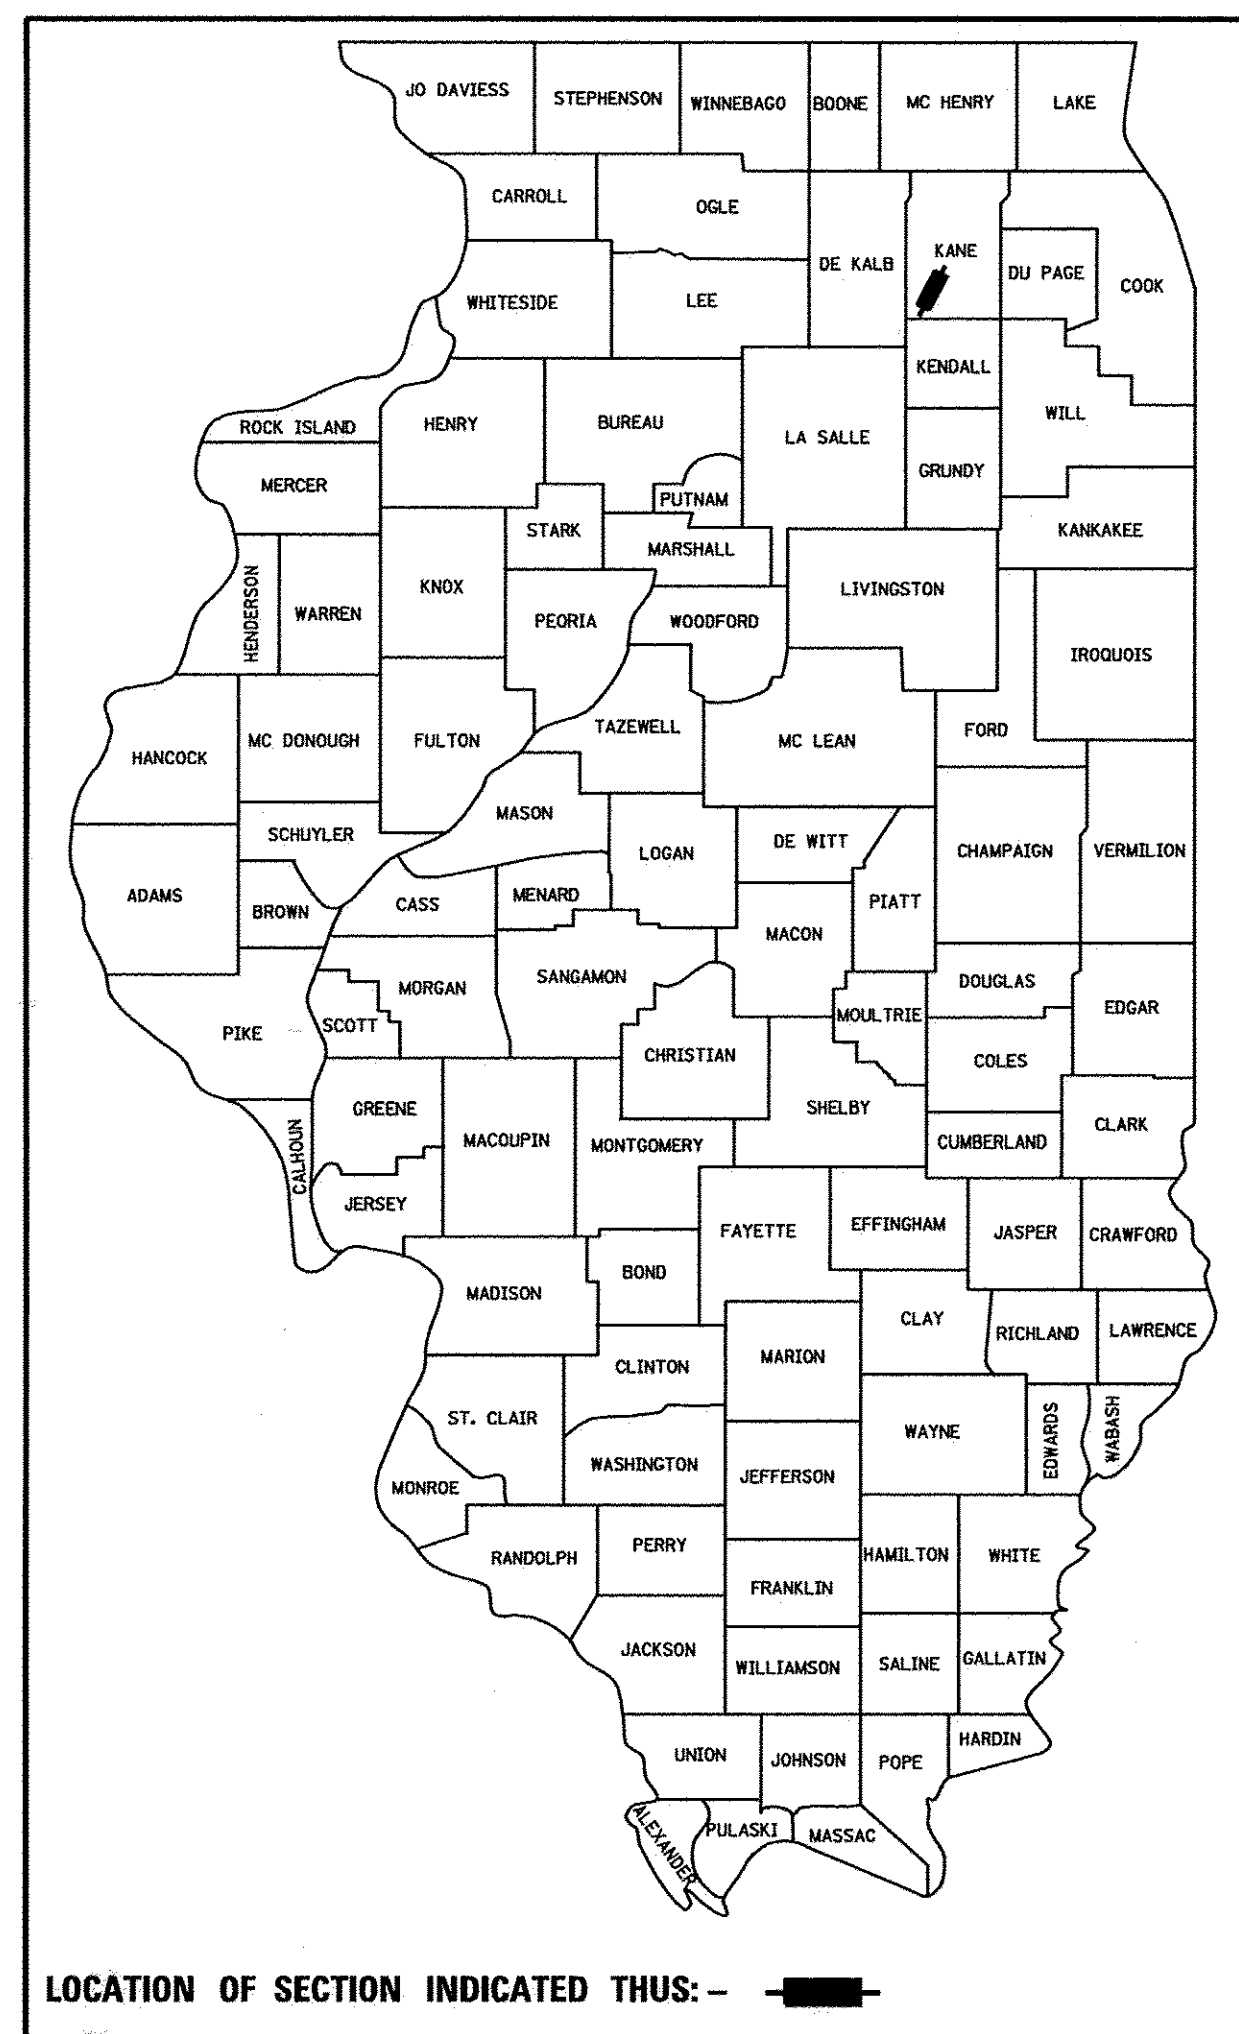 JO DAVIESS
STEPHENSON
WINNEBAGO
BOONE
MC HENRY
LAKE
CARROLL
OGLE
DE KALB
KANE
DU PAGE
COOK
WHITESIDE
LEE
KENDALL
ROCK ISLAND
HENRY
BUREAU
LA SALLE
WILL
GRUNDY
MERCER
PUTNAM
STARK
MARSHALL
KANKAKEE
HENDERSON
WARREN
KNOX
PEORIA
WOODFORD
LIVINGSTON
IROQUOIS
HANCOCK
MC DONOUGH
FULTON
TAZEWELL
MC LEAN
FORD
SCHUYLER
MASON
LOGAN
DE WITT
CHAMPAIGN
VERMILION
ADAMS
BROWN
CASS
MENARD
PIATT
MACON
PIKE
SCOTT
MORGAN
SANGAMON
CHRISTIAN
MOULTRIE
DOUGLAS
EDGAR
COLES
CALHOUN
GREENE
MACOUPIN
MONTGOMERY
SHELBY
CUMBERLAND
CLARK
JERSEY
FAYETTE
EFFINGHAM
JASPER
CRAWFORD
MADISON
BOND
CLAY
RICHLAND
LAWRENCE
CLINTON
MARION
ST. CLAIR
WAYNE
EDWARDS
WABASH
MONROE
WASHINGTON
JEFFERSON
RANDOLPH
PERRY
FRANKLIN
HAMILTON
WHITE
JACKSON
WILLIAMSON
SALINE
GALLATIN
UNION
JOHNSON
POPE
HARDIN
ALEXANDER
PULASKI
MASSAC
LOCATION OF SECTION INDICATED THUS: –